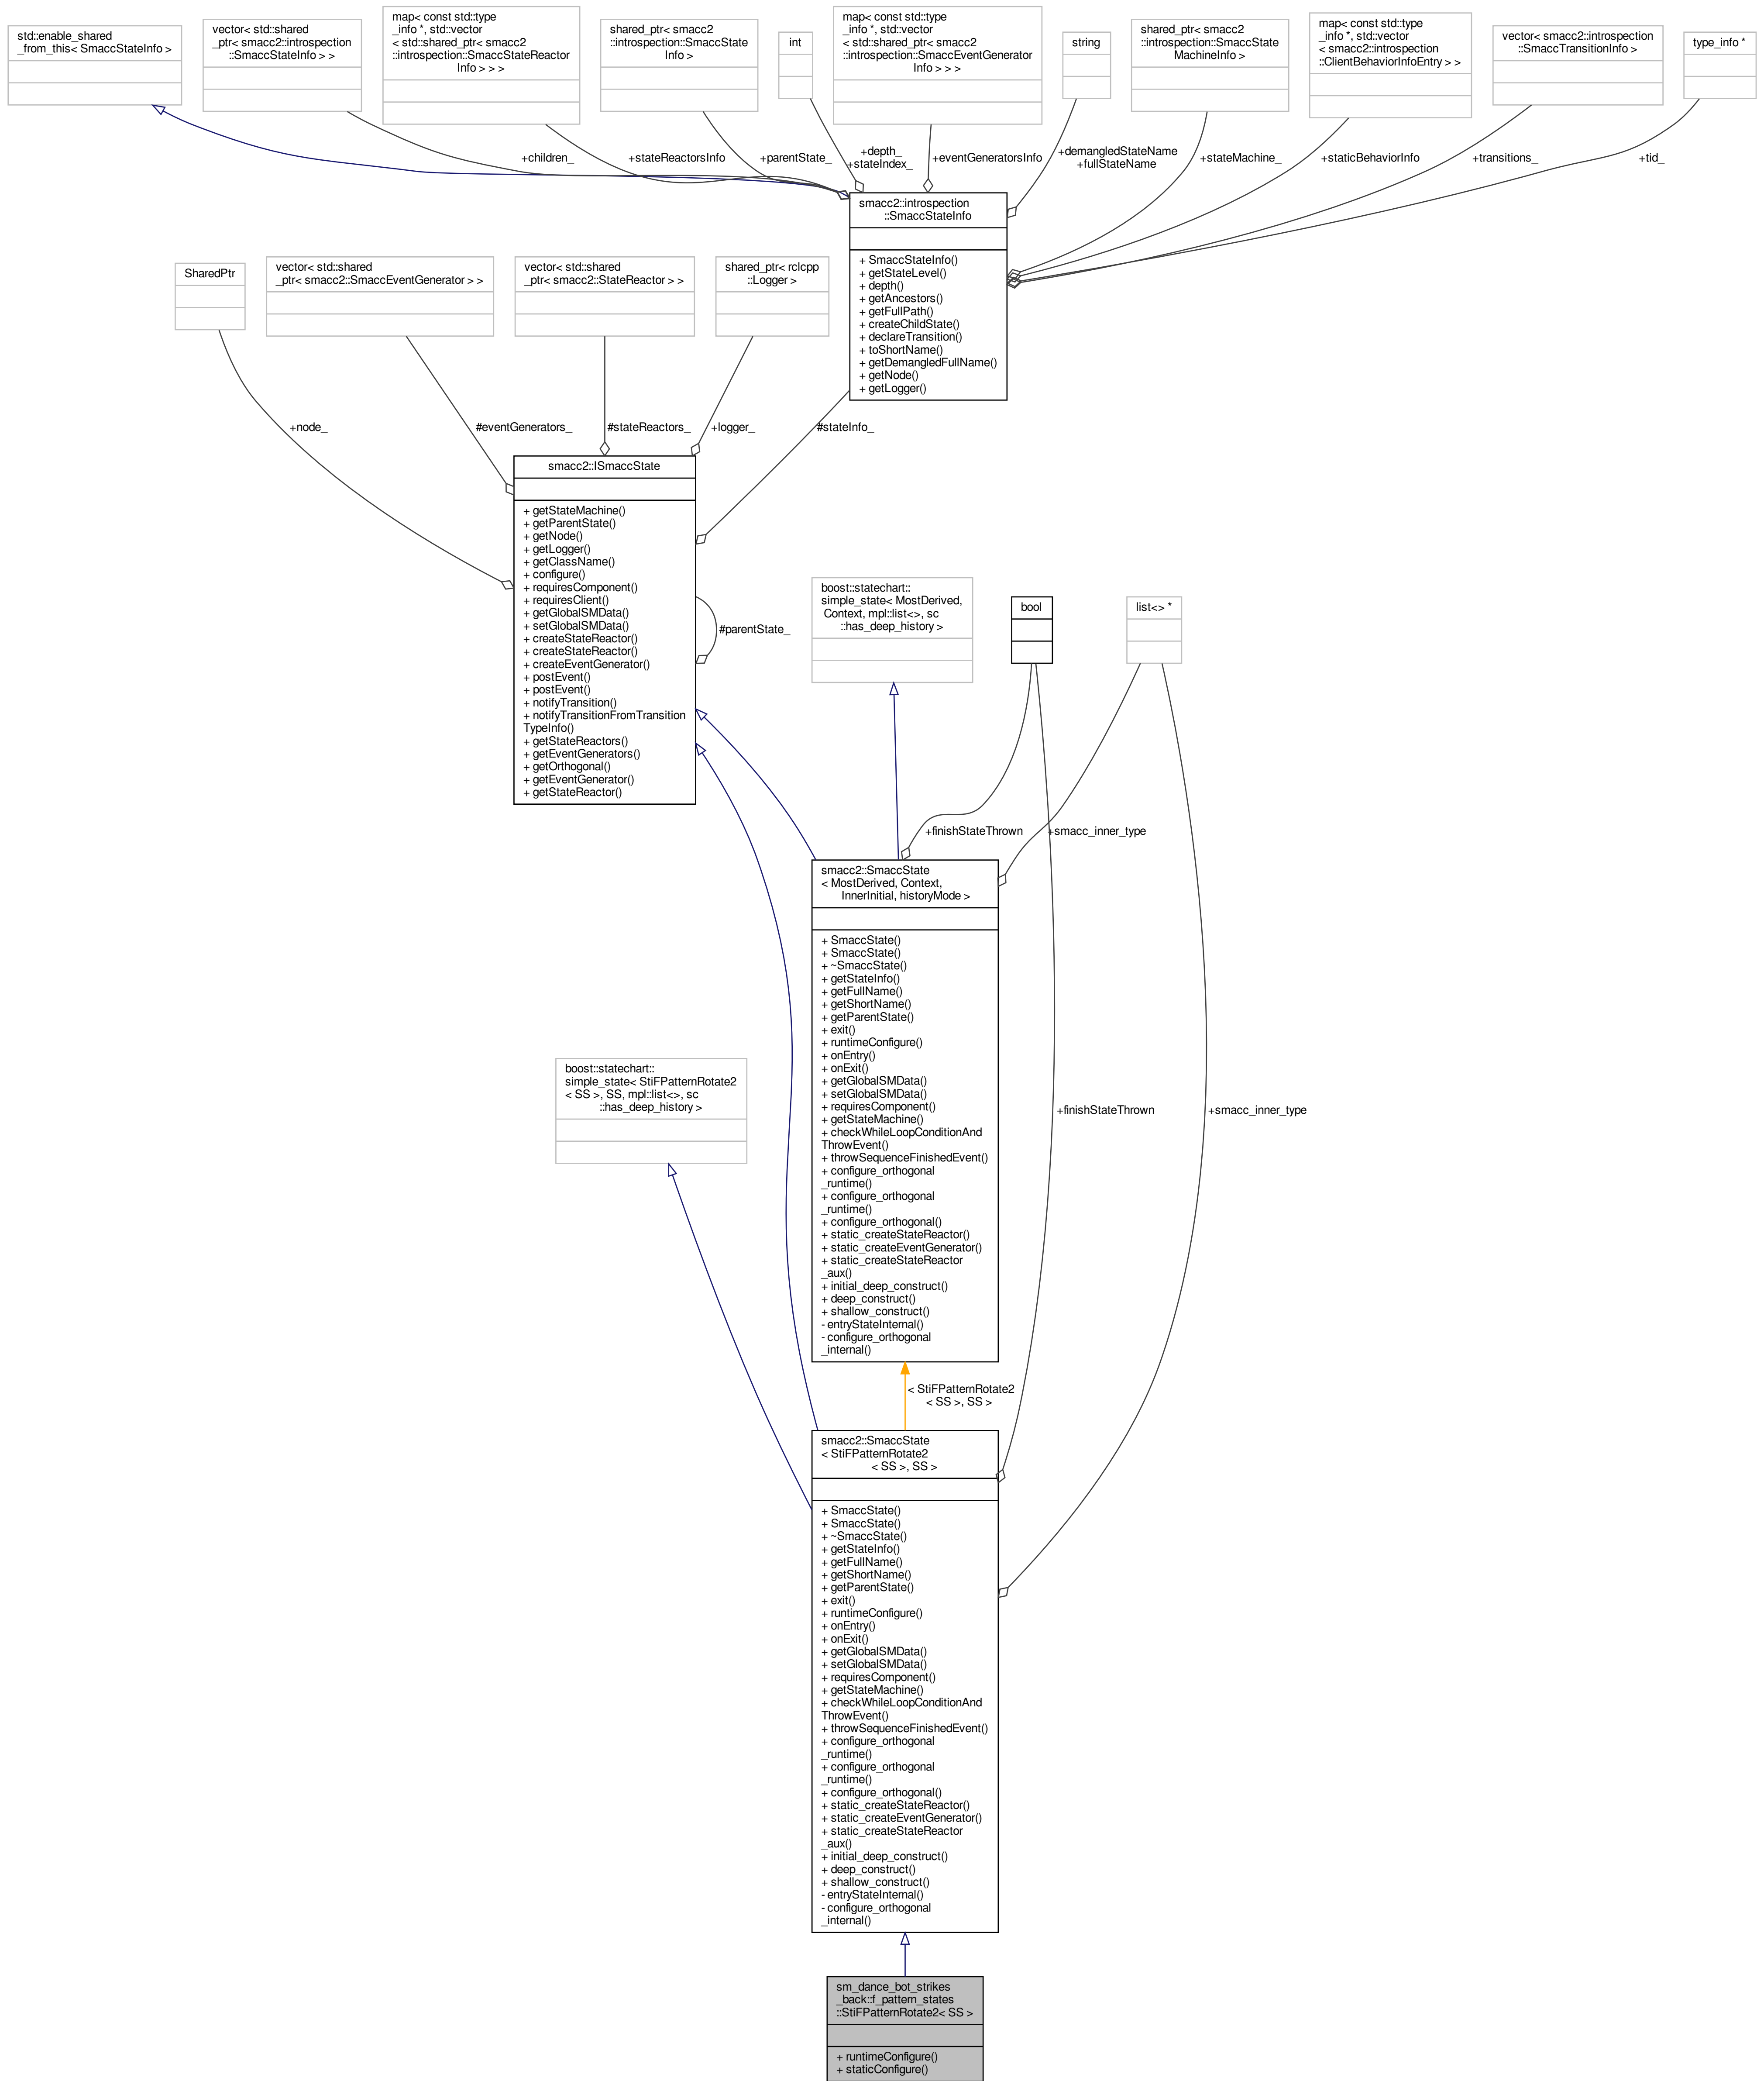 std::enable_shared
_from_this< SmaccStateInfo >
vector< std::shared
_ptr< smacc2::introspection
::SmaccStateInfo > >
map< const std::type
_info *, std::vector
< std::shared_ptr< smacc2
::introspection::SmaccStateReactor
Info > > >
shared_ptr< smacc2
::introspection::SmaccState
Info >
int
map< const std::type
_info *, std::vector
< std::shared_ptr< smacc2
::introspection::SmaccEventGenerator
Info > > >
string
shared_ptr< smacc2
::introspection::SmaccState
MachineInfo >
map< const std::type
_info *, std::vector
< smacc2::introspection
::ClientBehaviorInfoEntry > >
vector< smacc2::introspection
::SmaccTransitionInfo >
type_info *
+children_
+stateReactorsInfo
+parentState_
+depth_
+stateIndex_
+eventGeneratorsInfo
+demangledStateName
+fullStateName
+stateMachine_
+staticBehaviorInfo
+transitions_
+tid_
smacc2::introspection
::SmaccStateInfo
+ SmaccStateInfo()
+ getStateLevel()
+ depth()
+ getAncestors()
+ getFullPath()
+ createChildState()
+ declareTransition()
+ toShortName()
+ getDemangledFullName()
+ getNode()
+ getLogger()
SharedPtr
vector< std::shared
_ptr< smacc2::SmaccEventGenerator > >
vector< std::shared
_ptr< smacc2::StateReactor > >
shared_ptr< rclcpp
::Logger >
+node_
#eventGenerators_
#stateReactors_
+logger_
#stateInfo_
smacc2::ISmaccState
+ getStateMachine()
+ getParentState()
+ getNode()
+ getLogger()
+ getClassName()
+ configure()
+ requiresComponent()
+ requiresClient()
+ getGlobalSMData()
+ setGlobalSMData()
+ createStateReactor()
+ createStateReactor()
+ createEventGenerator()
+ postEvent()
+ postEvent()
+ notifyTransition()
+ notifyTransitionFromTransition
TypeInfo()
+ getStateReactors()
+ getEventGenerators()
+ getOrthogonal()
+ getEventGenerator()
+ getStateReactor()
#parentState_
boost::statechart::
simple_state< MostDerived,
Context, mpl::list<>, sc
::has_deep_history >
bool
list<> *
+finishStateThrown
+smacc_inner_type
smacc2::SmaccState
< MostDerived, Context,
InnerInitial, historyMode >
+ SmaccState()
+ SmaccState()
+ ~SmaccState()
+ getStateInfo()
+ getFullName()
+ getShortName()
+ getParentState()
+ exit()
+ runtimeConfigure()
+ onEntry()
+ onExit()
+ getGlobalSMData()
+ setGlobalSMData()
+ requiresComponent()
+ getStateMachine()
+ checkWhileLoopConditionAnd
ThrowEvent()
+ throwSequenceFinishedEvent()
+ configure_orthogonal
_runtime()
+ configure_orthogonal
_runtime()
+ configure_orthogonal()
+ static_createStateReactor()
+ static_createEventGenerator()
+ static_createStateReactor
_aux()
+ initial_deep_construct()
+ deep_construct()
+ shallow_construct()
- entryStateInternal()
- configure_orthogonal
_internal()
boost::statechart::
simple_state< StiFPatternRotate2
< SS >, SS, mpl::list<>, sc
::has_deep_history >
+finishStateThrown
+smacc_inner_type
< StiFPatternRotate2
< SS >, SS >
smacc2::SmaccState
< StiFPatternRotate2
< SS >, SS >
+ SmaccState()
+ SmaccState()
+ ~SmaccState()
+ getStateInfo()
+ getFullName()
+ getShortName()
+ getParentState()
+ exit()
+ runtimeConfigure()
+ onEntry()
+ onExit()
+ getGlobalSMData()
+ setGlobalSMData()
+ requiresComponent()
+ getStateMachine()
+ checkWhileLoopConditionAnd
ThrowEvent()
+ throwSequenceFinishedEvent()
+ configure_orthogonal
_runtime()
+ configure_orthogonal
_runtime()
+ configure_orthogonal()
+ static_createStateReactor()
+ static_createEventGenerator()
+ static_createStateReactor
_aux()
+ initial_deep_construct()
+ deep_construct()
+ shallow_construct()
- entryStateInternal()
- configure_orthogonal
_internal()
sm_dance_bot_strikes
_back::f_pattern_states
::StiFPatternRotate2< SS >
+ runtimeConfigure()
+ staticConfigure()